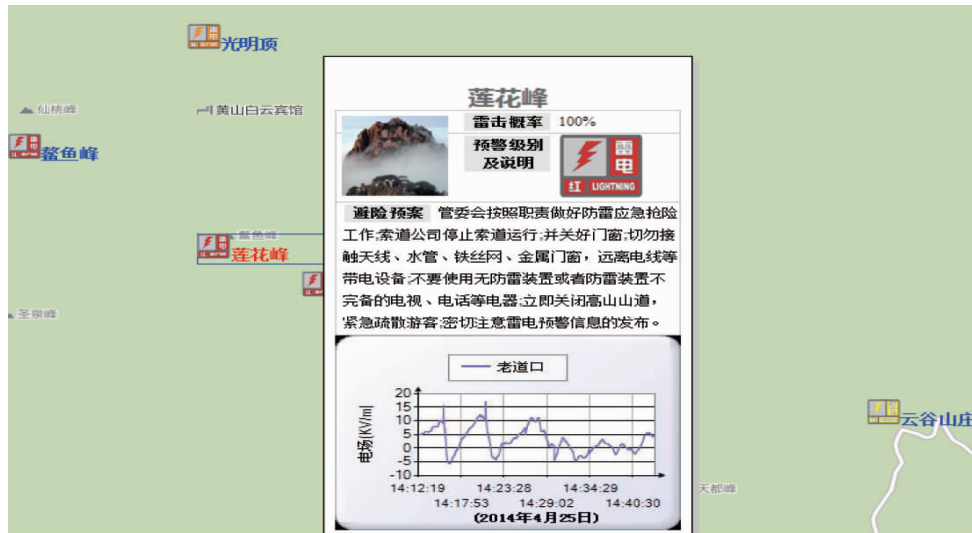 雷电
光明顶
莲花峰
仙桃峰
黄山白云宾馆
雷击概率 100%
雷电
鳌鱼峰
预警级别
及说明
雷电
红 LIGHTNING
避险预案 管委会按照职责做好防雷应急抢险
工作;索道公司停止索道运行;并关好门窗;切勿接
触天线、水管、铁丝网、金属门窗，远离电线等
带电设备;不要使用无防雷装置或者防雷装置不
完备的电视、电话等电器;立即关闭高山山道，
紧急疏散游客;密切注意雷电预警信息的发布。
鳌鱼峰
雷电
莲花峰
圣泉峰
老道口
电场(KV/m)
20
15
10
5
0
-5
-10
14:12:19 14:23:28 14:34:29
14:17:53 14:29:02 14:40:30
(2014年4月25日)
云谷山庄
天都峰